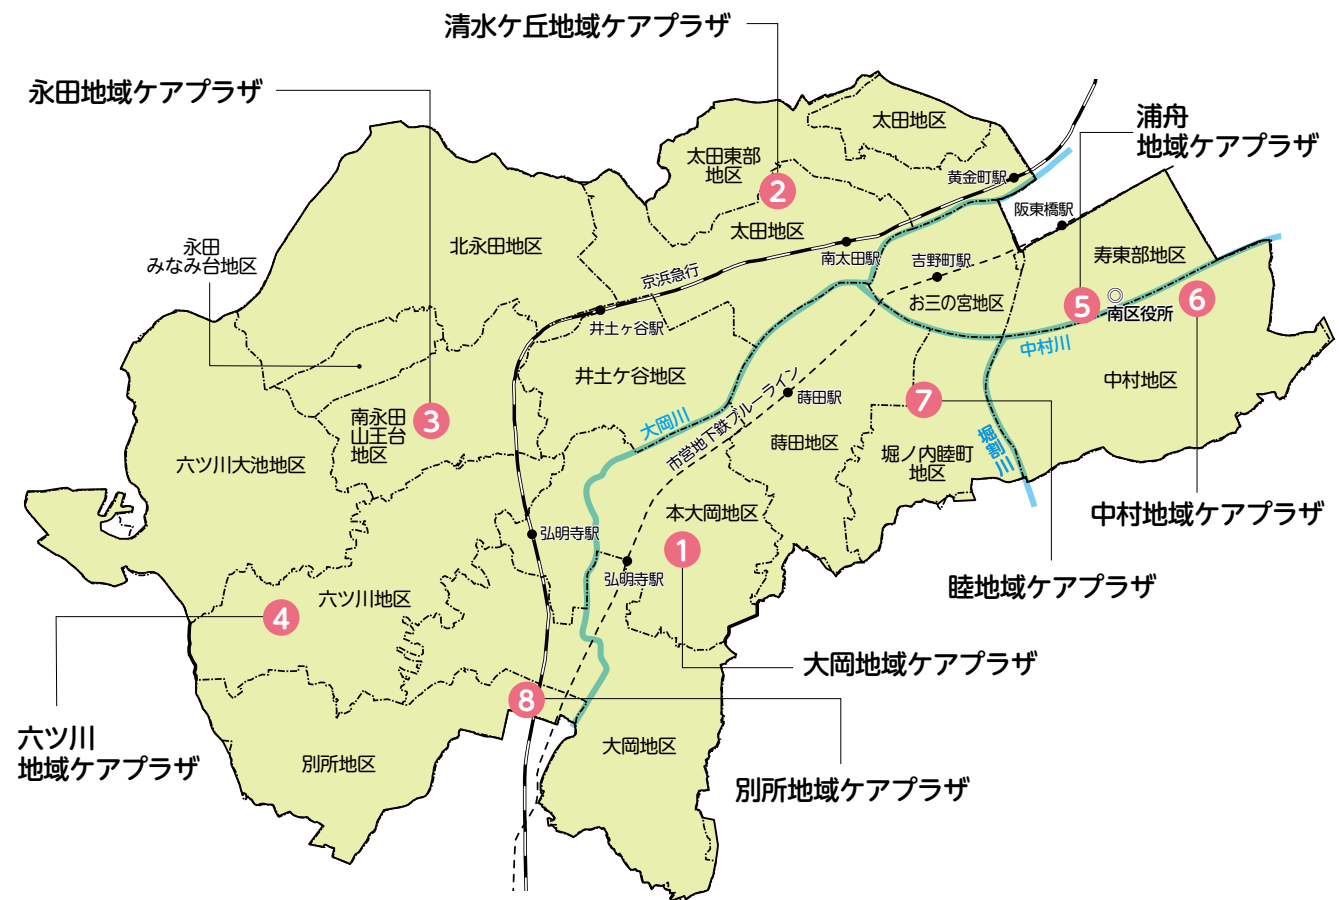 清水ケ丘地域ケアプラザ
永田地域ケアプラザ
浦舟
地域ケアプラザ
太田地区
太田東部
地区
2
黄金町駅
阪東橋駅
太田地区
永田
みなみ台地区
北永田地区
京浜急行
南太田駅
吉野町駅
寿東部地区
お三の宮地区
5
南区役所
6
井土ヶ谷駅
中村川
井土ケ谷地区
中村地区
市営地下鉄ブルーライン
蒔田駅
7
南永田
山王台
地区
3
大岡川
蒔田地区
堀ノ内睦町
地区
堀割川
六ツ川大池地区
本大岡地区
中村地域ケアプラザ
弘明寺駅
1
弘明寺駅
睦地域ケアプラザ
六ツ川地区
4
大岡地域ケアプラザ
8
六ツ川
地域ケアプラザ
別所地区
大岡地区
別所地域ケアプラザ